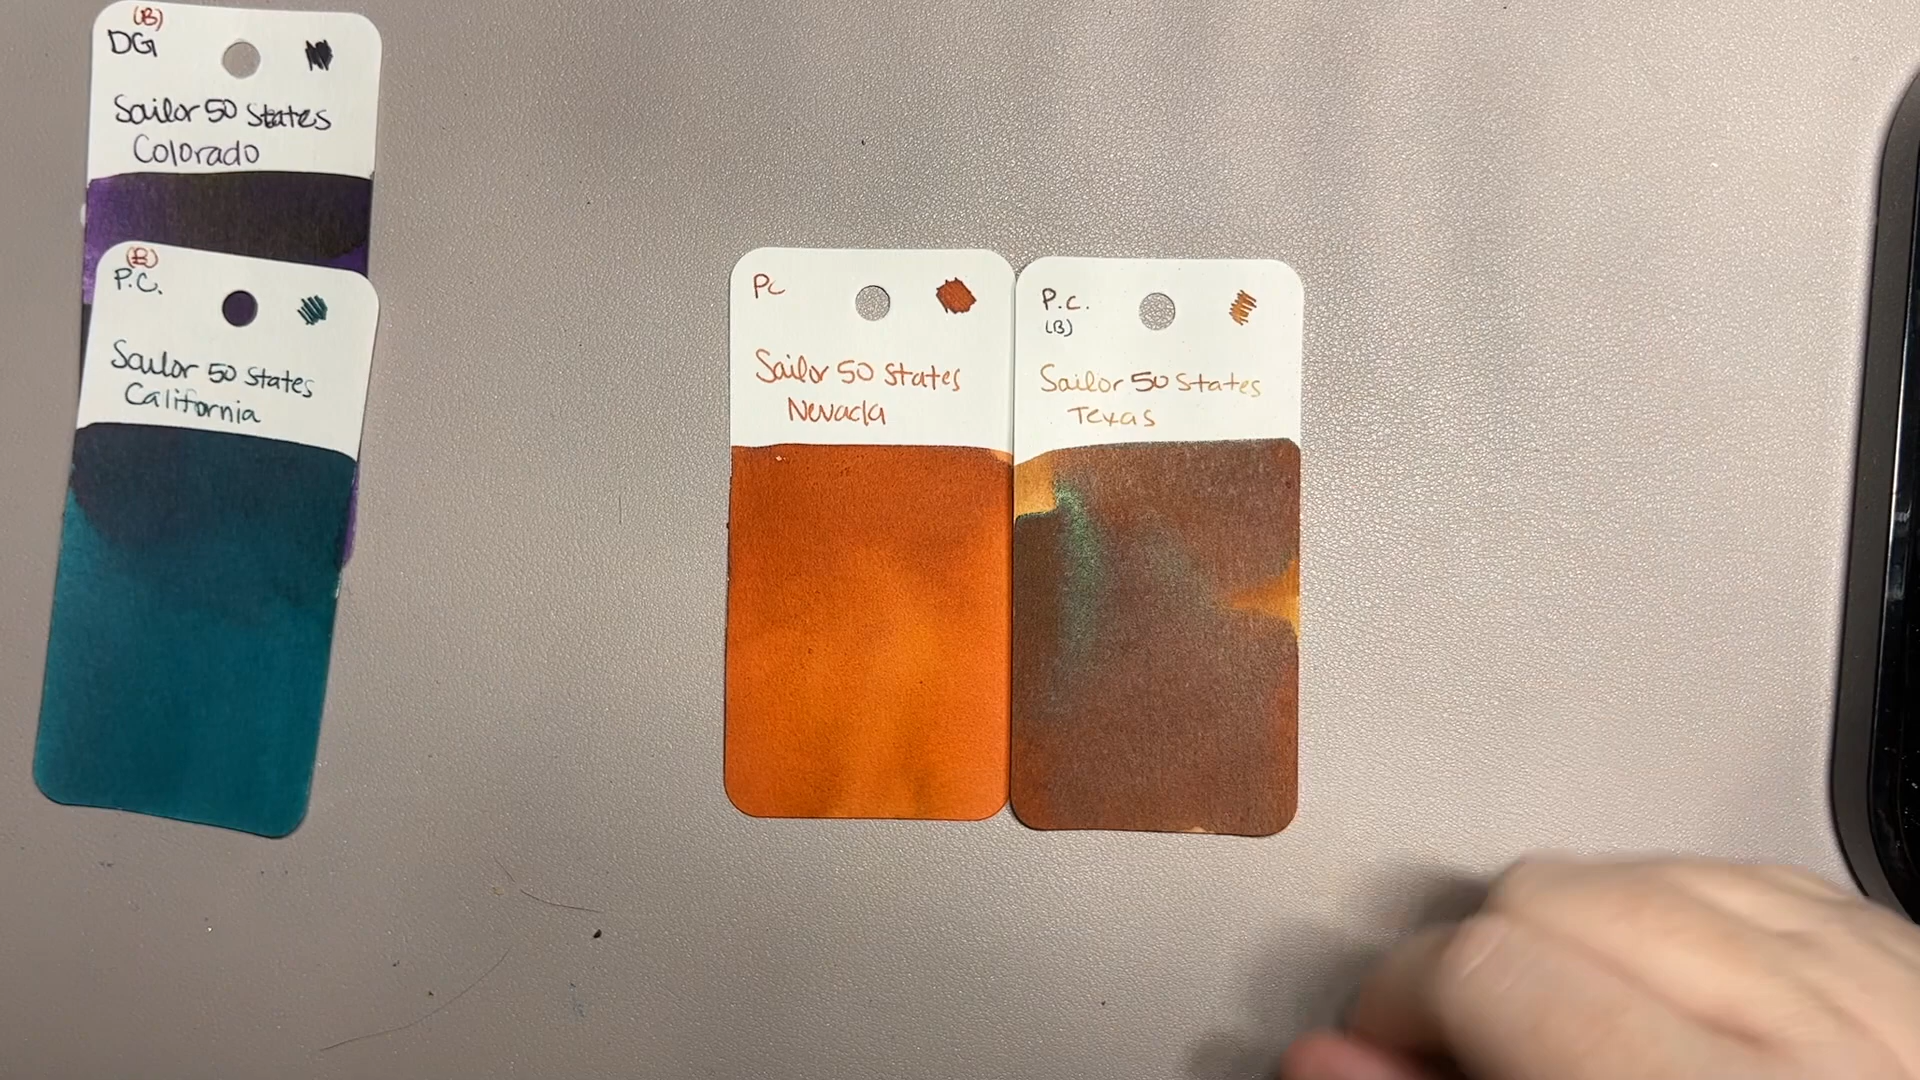 (B)
DG
Sailor 50 States
Colorado
(B)
P.C.
Sailor 50 States
California
PC
Sailor 50 States
Nevada
P.C.
(B)
Sailor 50 States
Texas